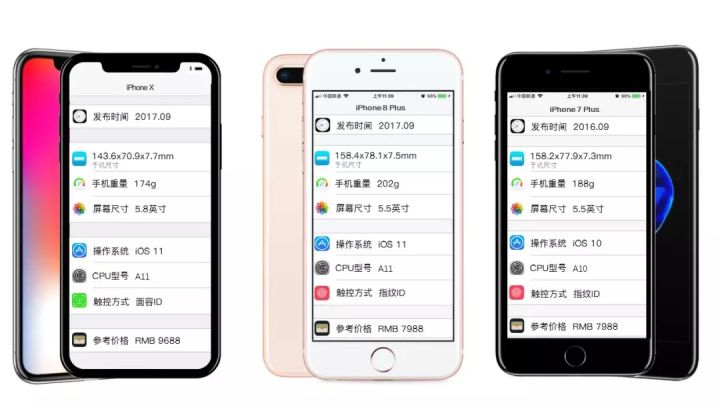 iPhone X
发布时间 2017.09
143.6x70.9x7.7mm
手机尺寸
手机重量 174g
屏幕尺寸 5.8英寸
操作系统 iOS 11
CPU型号 A11
触控方式 面容ID
参考价格 RMB 9688
中国联通 上午11:39 98%
iPhone 8 Plus
发布时间 2017.09
158.4x78.1x7.5mm
手机尺寸
手机重量 202g
屏幕尺寸 5.5英寸
操作系统 iOS 11
CPU型号 A11
触控方式 指纹ID
参考价格 RMB 7988
中国联通 上午11:39 98%
iPhone 7 Plus
发布时间 2016.09
158.2x77.9x7.3mm
手机尺寸
手机重量 188g
屏幕尺寸 5.5英寸
操作系统 iOS 10
CPU型号 A10
触控方式 指纹ID
参考价格 RMB 7988